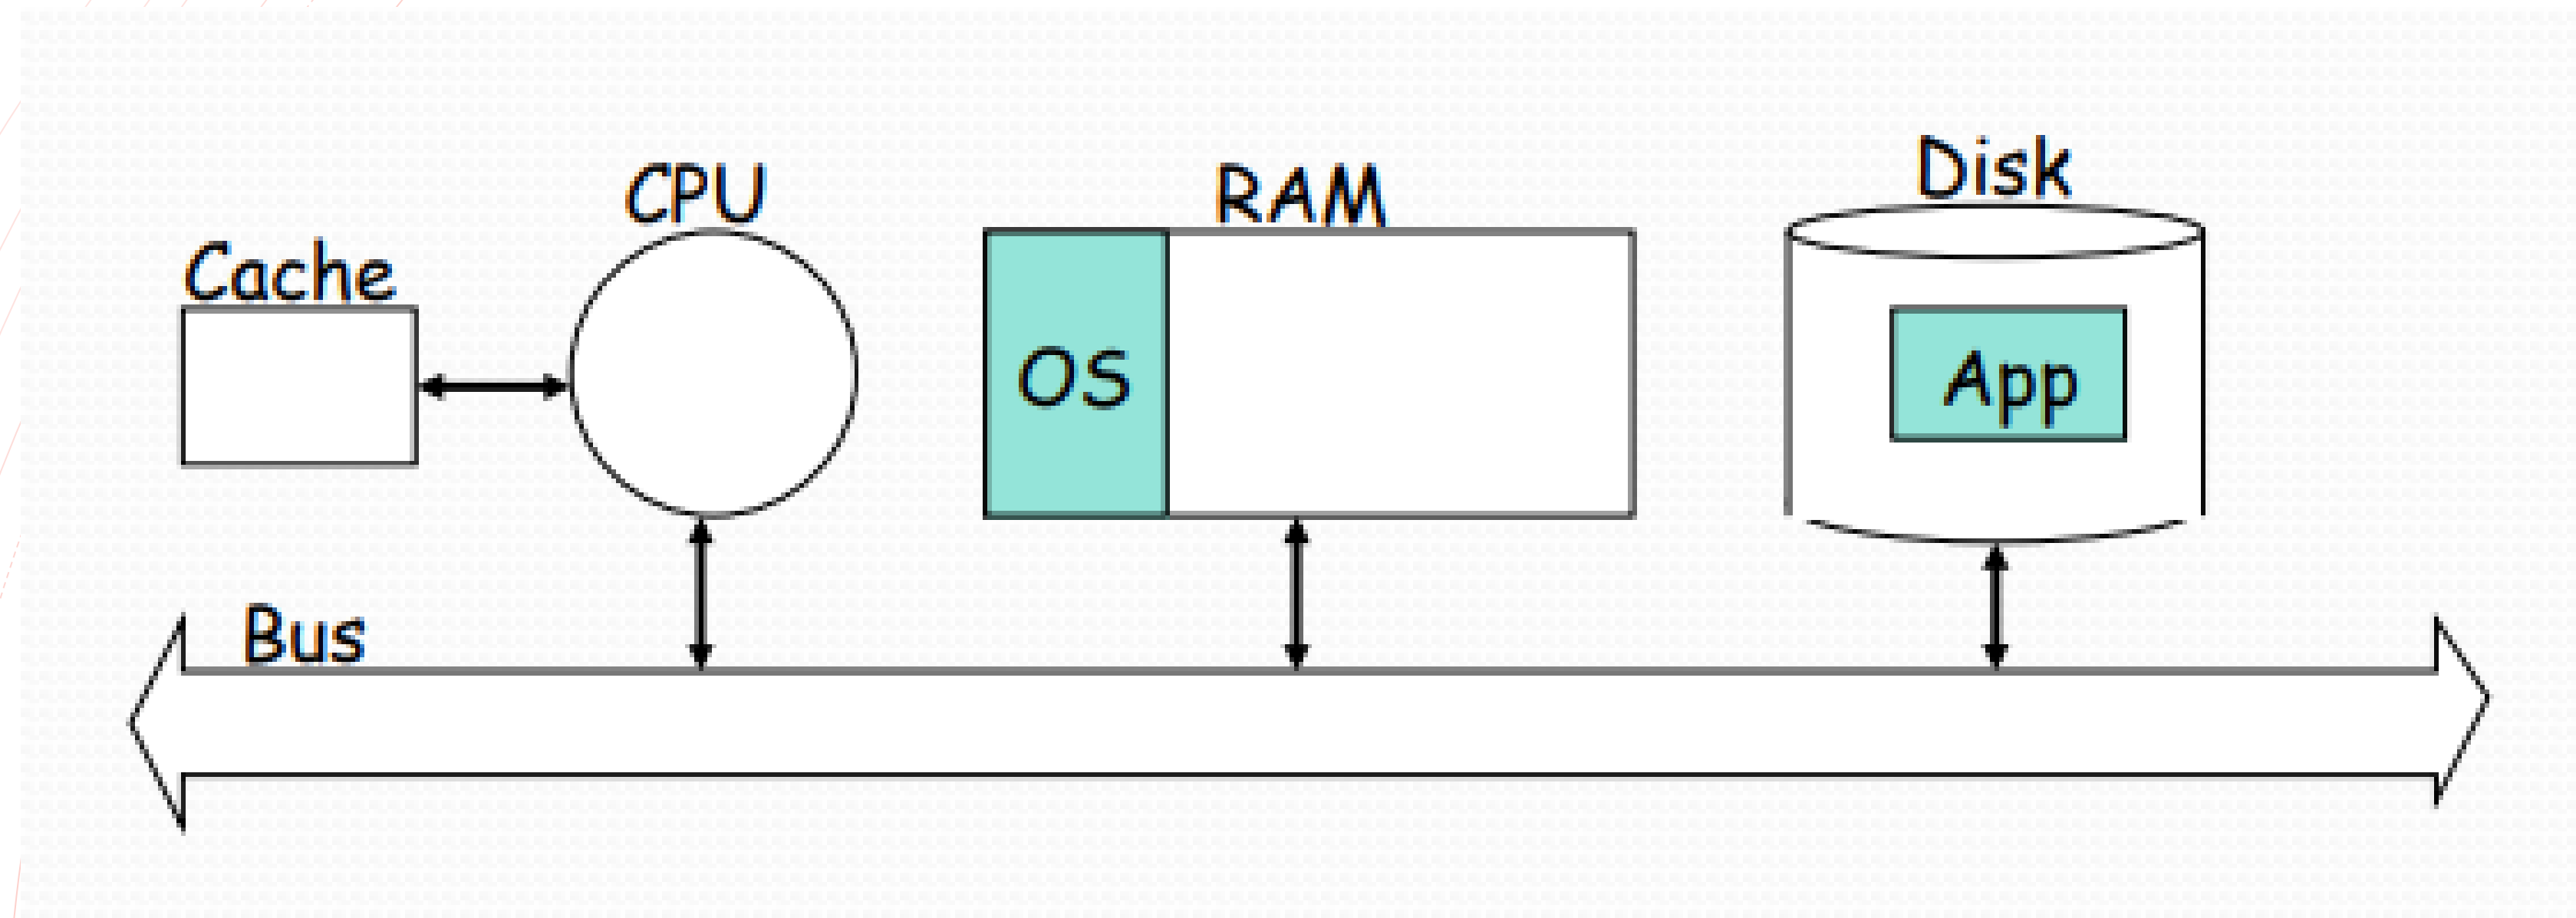 Cache
CPU
RAM
Disk
OS
App
Bus